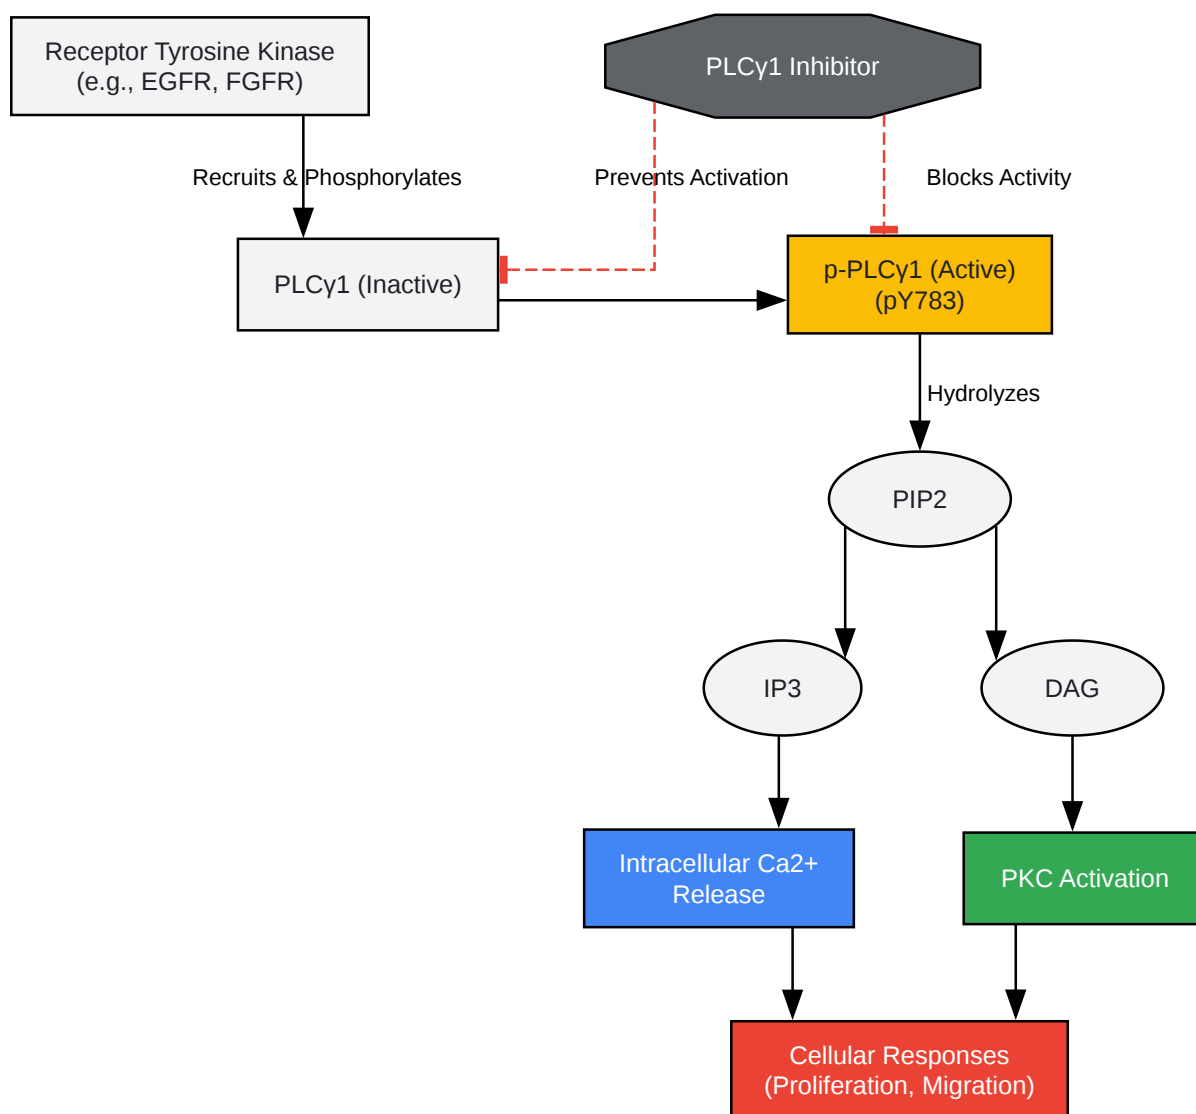 Receptor Tyrosine Kinase
(e.g., EGFR, FGFR)
PLCγ1 Inhibitor
Recruits & Phosphorylates
Prevents Activation
Blocks Activity
PLCγ1 (Inactive)
p-PLCγ1 (Active)
(pY783)
Hydrolyzes
PIP2
IP3
DAG
Intracellular Ca2+
Release
PKC Activation
Cellular Responses
(Proliferation, Migration)